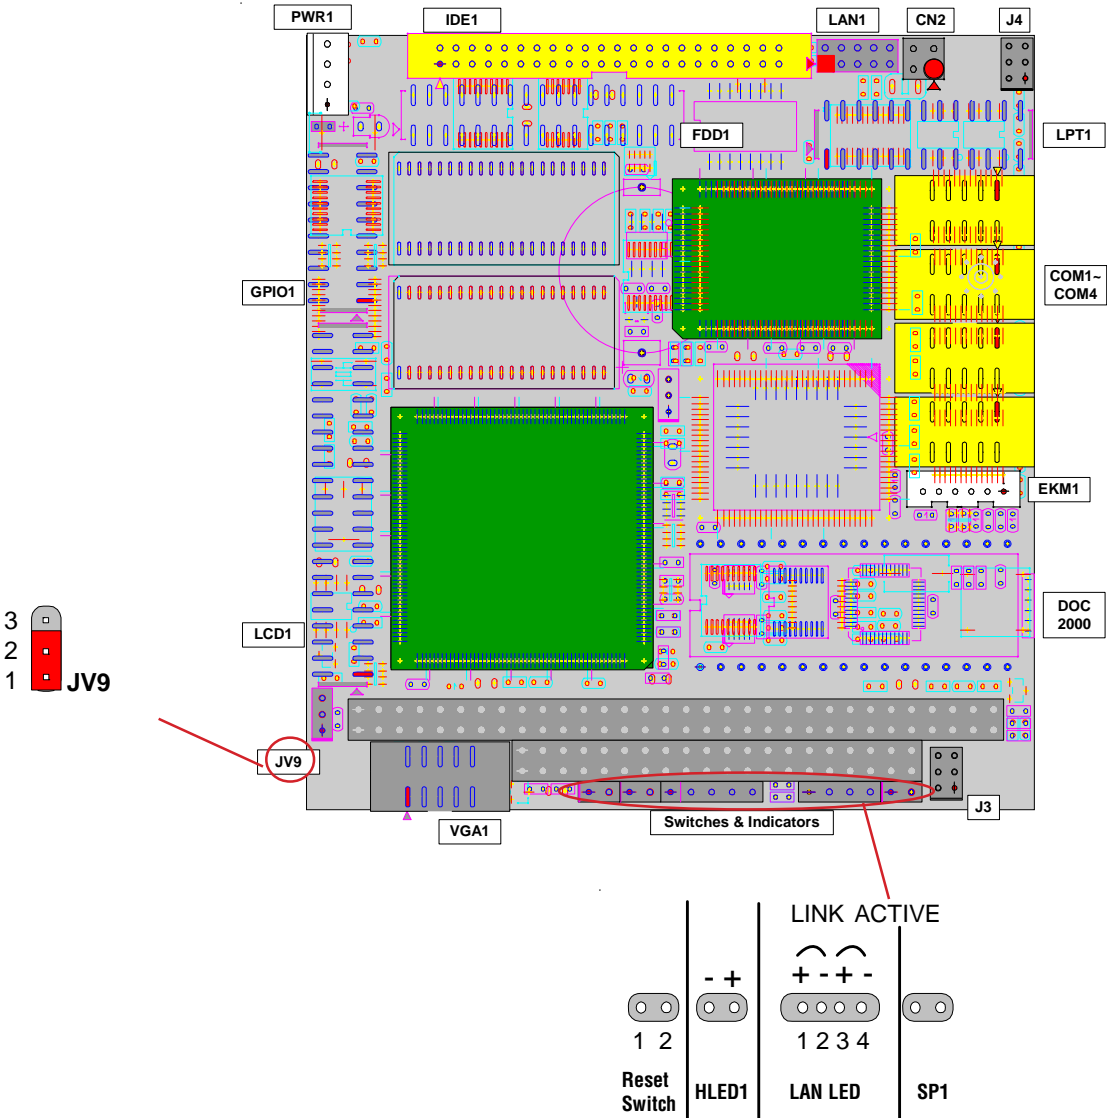 PWR1
IDE1
LAN1
CN2
J4
FDD1
LPT1
COM1~
COM4
GPIO1
EKM1
DOC
2000
LCD1
3
2
1
JV9
JV9
J3
VGA1
Switches & Indicators
LINK ACTIVE
- +
+ - + -
1 2
1 2 3 4
Reset
Switch
HLED1
LAN LED
SP1